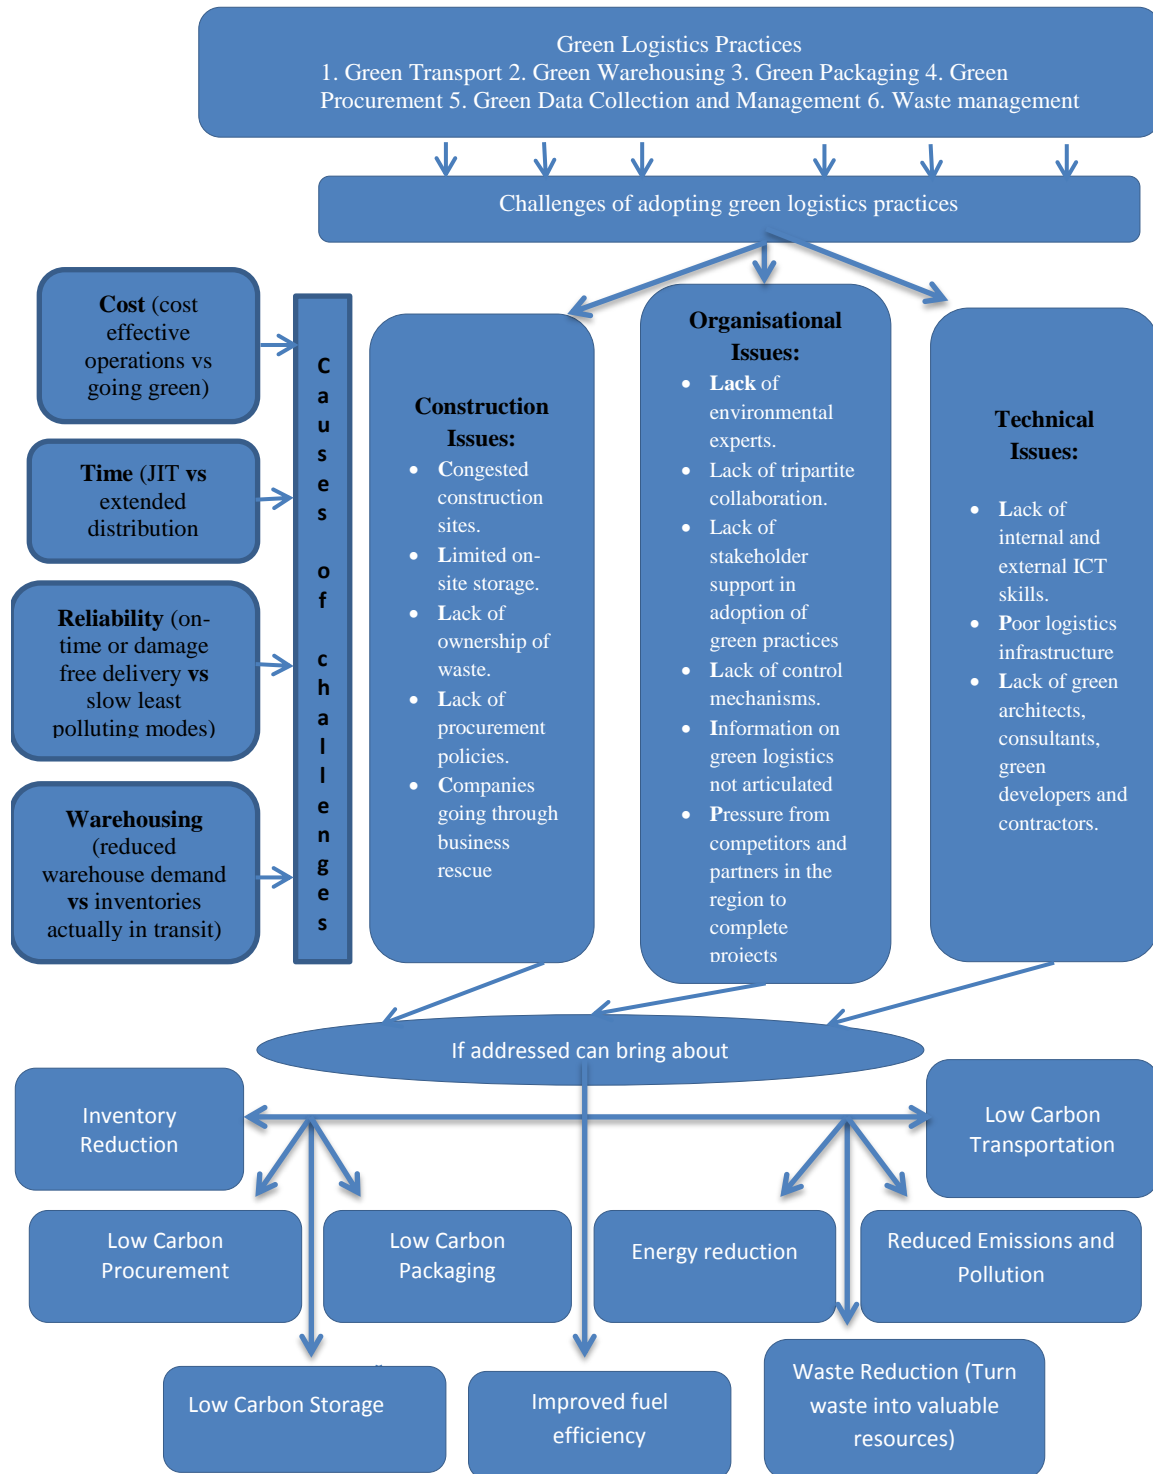 Green Logistics Practices
1. Green Transport 2. Green Warehousing 3. Green Packaging 4. Green
Procurement 5. Green Data Collection and Management 6. Waste management
Challenges of adopting green logistics practices
Cost (cost
effective
operations vs
going green)
Time (JIT vs
extended
distribution
Reliability (on-
time or damage
free delivery vs
slow least
polluting modes)
Warehousing
(reduced
warehouse demand
vs inventories
actually in transit)
Causes of challenges
Construction
Issues:
• Congested
construction
sites.
• Limited on-
site storage.
• Lack of
ownership of
waste.
• Lack of
procurement
policies.
• Companies
going through
business
rescue
Organisational
Issues:
• Lack of
environmental
experts.
• Lack of tripartite
collaboration.
• Lack of
stakeholder
support in
adoption of
green practices
• Lack of control
mechanisms.
• Information on
green logistics
not articulated
• Pressure from
competitors and
partners in the
region to
complete
projects
Technical
Issues:
• Lack of
internal and
external ICT
skills.
• Poor logistics
infrastructure
• Lack of green
architects,
consultants,
green
developers and
contractors.
If addressed can bring about
Inventory
Reduction
Low Carbon
Transportation
Low Carbon
Procurement
Low Carbon
Packaging
Energy reduction
Reduced Emissions and
Pollution
Low Carbon Storage
Improved fuel
efficiency
Waste Reduction (Turn
waste into valuable
resources)